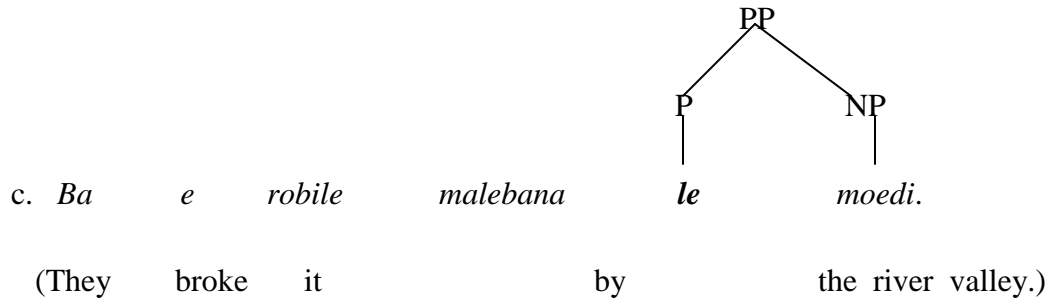 PP
P NP
c. Ba e robile malebana le moedi.
(They broke it by the river valley.)